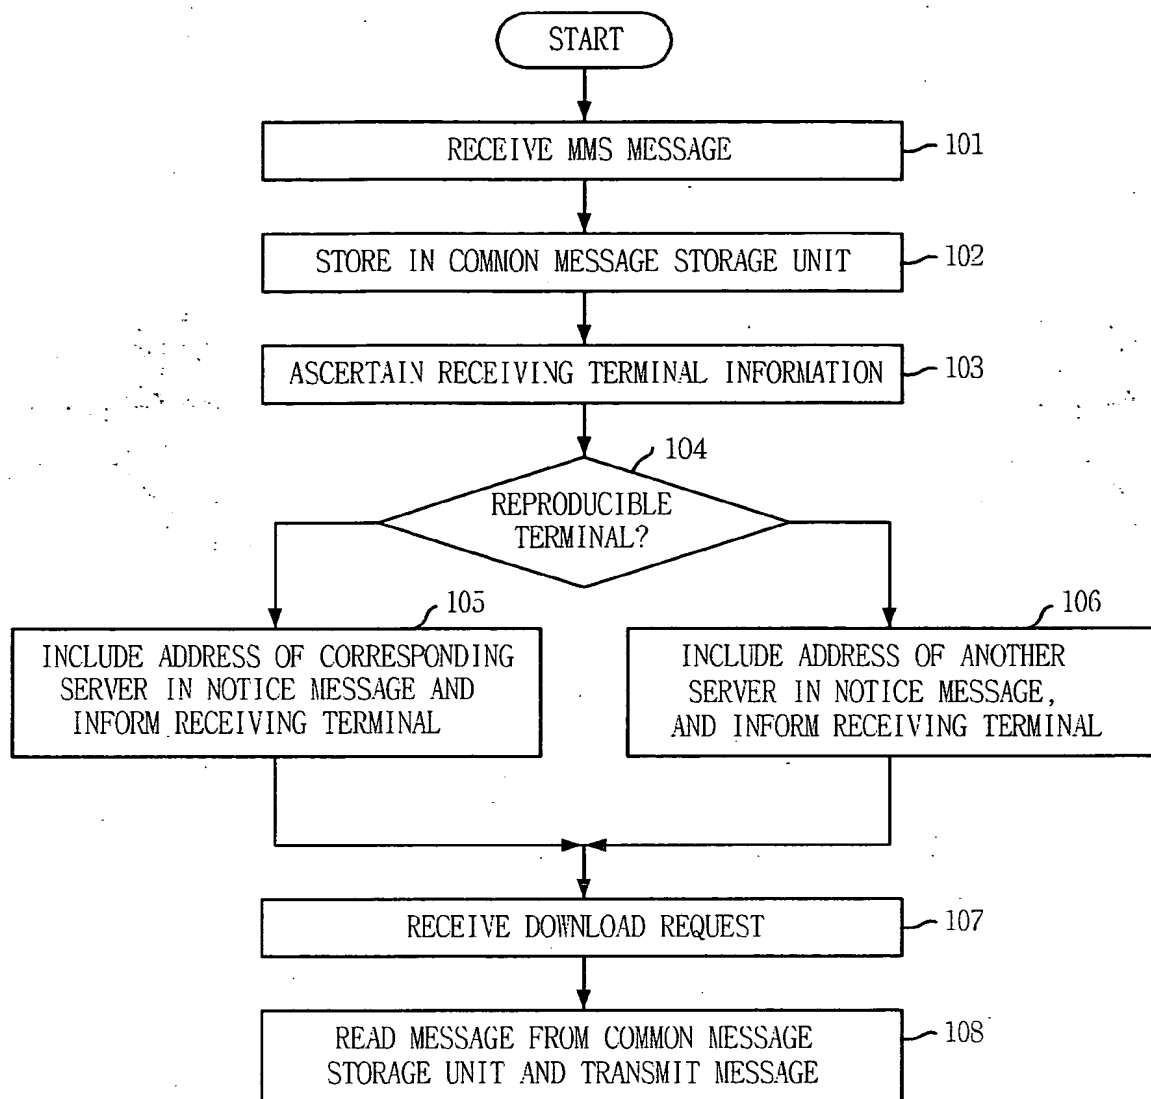 START
RECEIVE MMS MESSAGE
101
STORE IN COMMON MESSAGE STORAGE UNIT
102
ASCERTAIN RECEIVING TERMINAL INFORMATION
103
104
REPRODUCIBLE
TERMINAL?
105
INCLUDE ADDRESS OF CORRESPONDING
SERVER IN NOTICE MESSAGE AND
INFORM RECEIVING TERMINAL
106
INCLUDE ADDRESS OF ANOTHER
SERVER IN NOTICE MESSAGE,
AND INFORM RECEIVING TERMINAL
RECEIVE DOWNLOAD REQUEST
107
READ MESSAGE FROM COMMON MESSAGE
STORAGE UNIT AND TRANSMIT MESSAGE
108